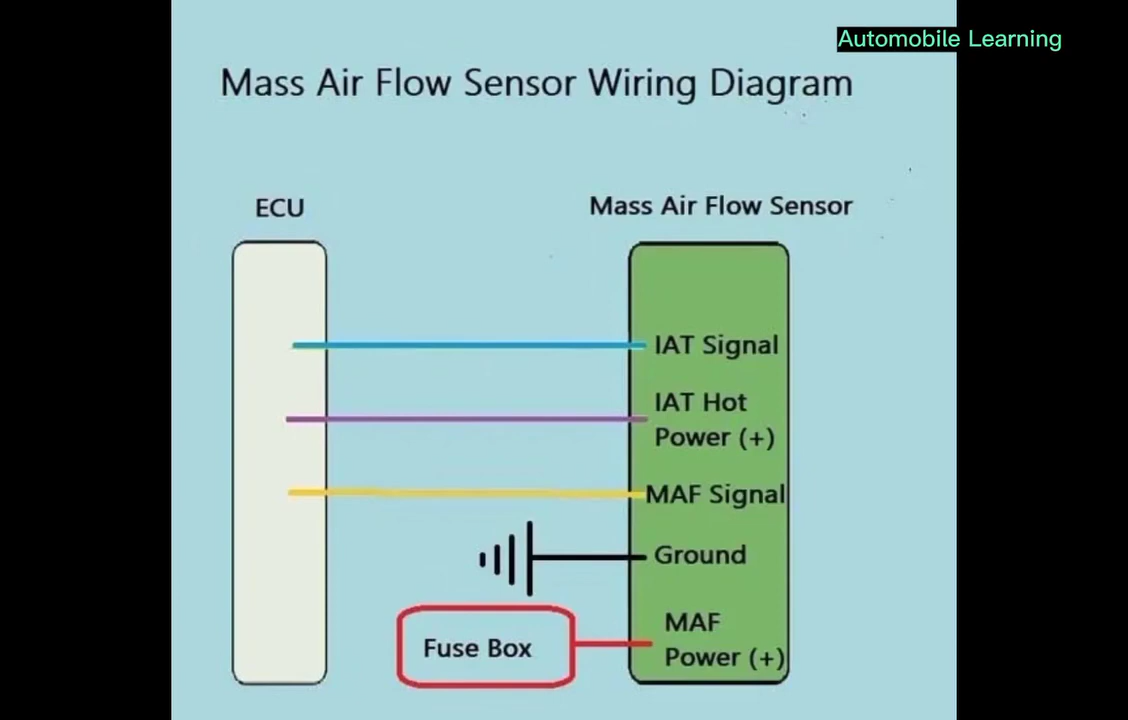 Automobile Learning
Mass Air Flow Sensor Wiring Diagram
ECU
Mass Air Flow Sensor
IAT Signal
IAT Hot
Power (+)
MAF Signal
Ground
Fuse Box
MAF
Power (+)